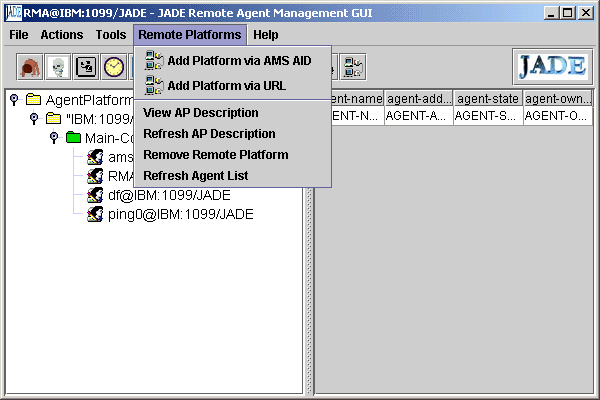 JADE RMA@IBM:1099/JADE - JADE Remote Agent Management GUI
File Actions Tools Remote Platforms Help
JADE
Add Platform via AMS AID
Add Platform via URL
View AP Description
Refresh AP Description
Remove Remote Platform
Refresh Agent List
AgentPlatform
"IBM:1099/
Main-Co
ams
RMA
df@IBM:1099/JADE
ping0@IBM:1099/JADE
ent-name agent-add... agent-state agent-own...
ENT-N... AGENT-A... AGENT-S... AGENT-O...